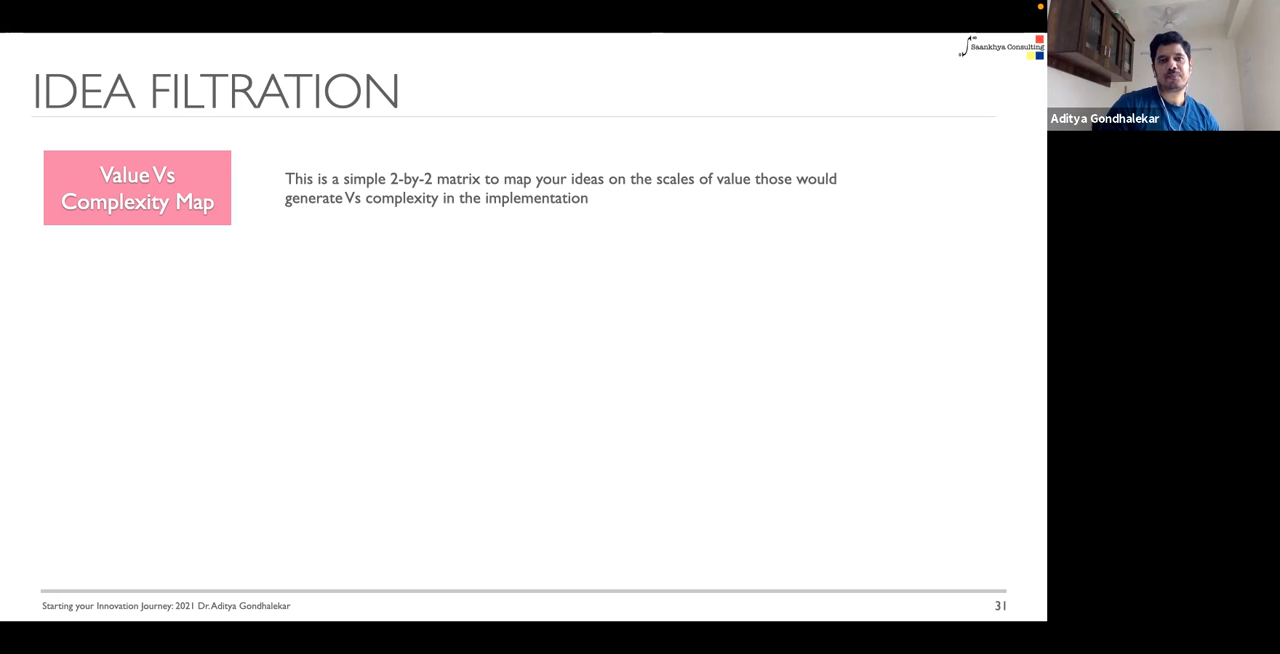 Saankhya Consulting
IDEA FILTRATION
Aditya Gondhalekar
Value Vs
Complexity Map
This is a simple 2-by-2 matrix to map your ideas on the scales of value those would
generate Vs complexity in the implementation
Starting your Innovation Journey: 2021 Dr. Aditya Gondhalekar
31